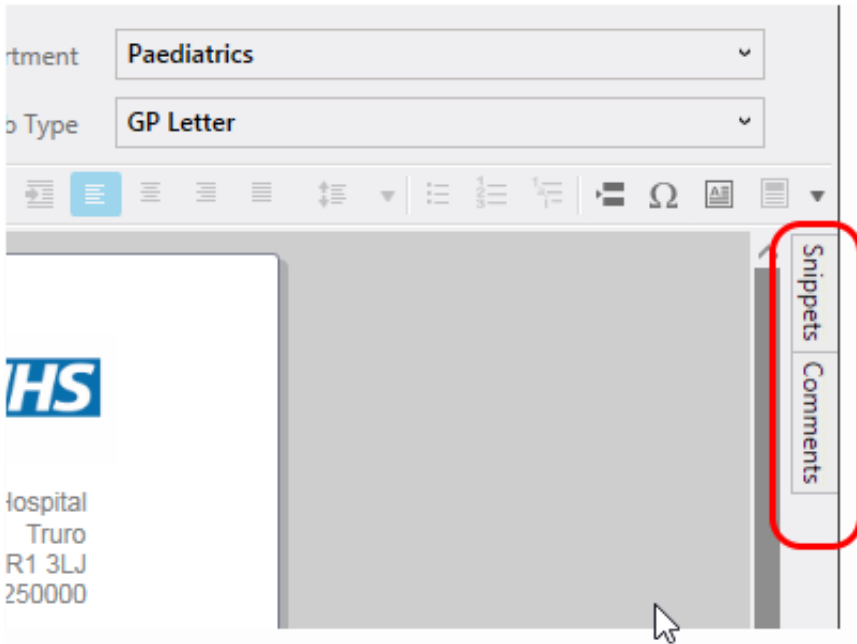 rtment Paediatrics
Type GP Letter
Snippets
Comments
HS
Hospital
Truro
R1 3LJ
250000